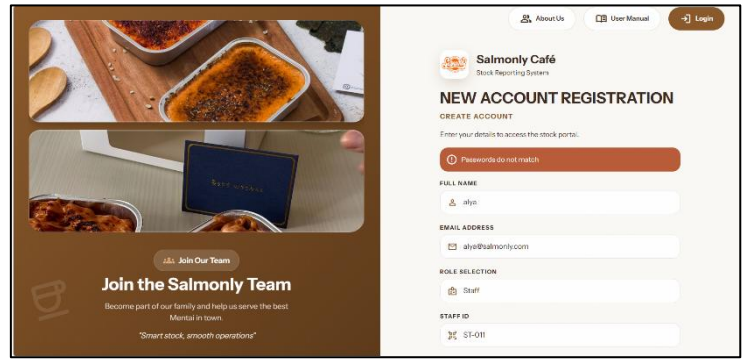 Best wishes
Join Our Team
Join the Salmonly Team
Become part of our family and help us serve the best
Mentai in town.
"Smart stock, smooth operations"
About Us
User Manual
Login
Salmonly Café
Stock Reporting System
NEW ACCOUNT REGISTRATION
CREATE ACCOUNT
Enter your details to access the stock portal.
Passwords do not match
FULL NAME
alya
EMAIL ADDRESS
alya@salmonly.com
ROLE SELECTION
Staff
STAFF ID
ST-011